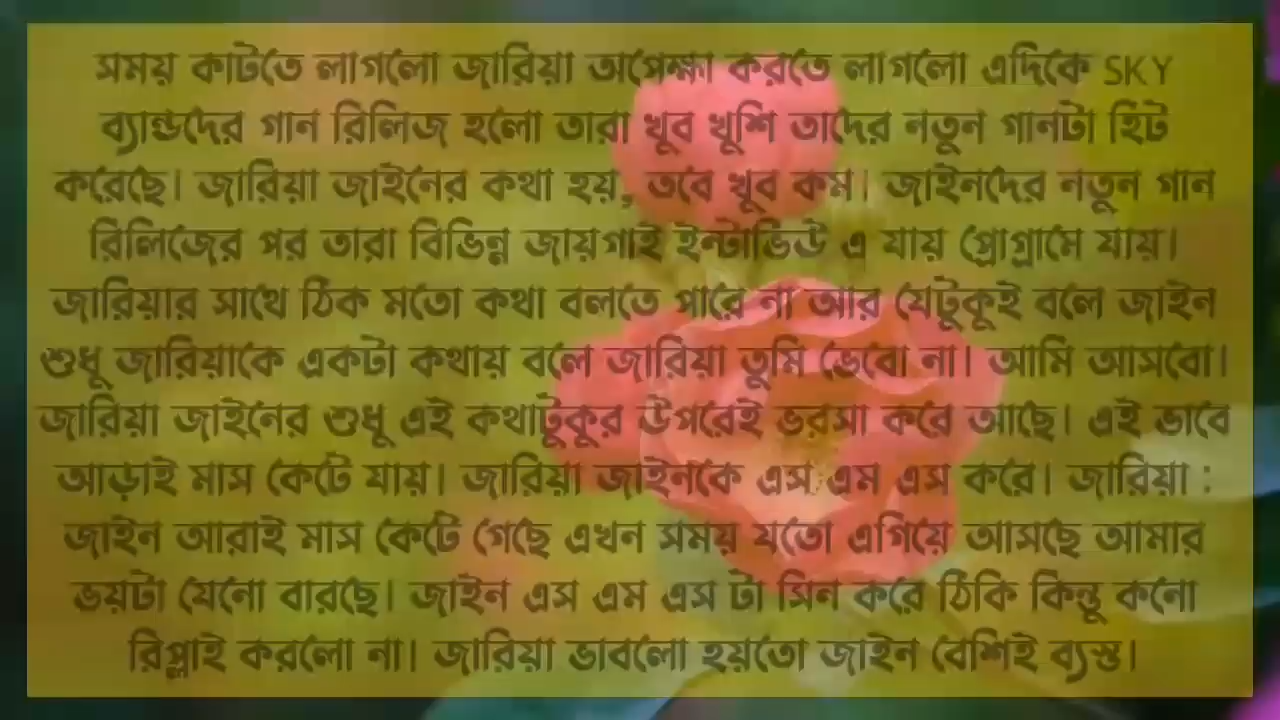 সময় কাটতে লাগলো জারিয়া অপেক্ষা করতে লাগলো এদিকে SKY
ব্যান্ডদের গান রিলিজ হলো তারা খুব খুশি তাদের নতুন গানটা হিট
করেছে। জারিয়া জাইনের কথা হয়, তবে খুব কম। জাইনদের নতুন গান
রিলিজের পর তারা বিভিন্ন জায়গাই ইন্টাভিউ এ যায় প্রোগ্রামে যায়।
জারিয়ার সাথে ঠিক মতো কথা বলতে পারে না আর যেটুকূই বলে জাইন
শুধু জারিয়াকে একটা কথায় বলে জারিয়া তুমি ভেবো না। আমি আসবো।
জারিয়া জাইনের শুধু এই কথাটুকুর উপরেই ভরসা করে আছে। এই ভাবে
আড়াই মাস কেটে যায়। জারিয়া জাইনকে এস এম এস করে। জারিয়া :
জাইন আরাই মাস কেটে গেছে এখন সময় যতো এগিয়ে আসছে আমার
ভয়টা যেনো বারছে। জাইন এস এম এস টা সিন করে ঠিকি কিন্তু কনো
রিপ্লাই করলো না। জারিয়া ভাবলো হয়তো জাইন বেশিই ব্যস্ত।